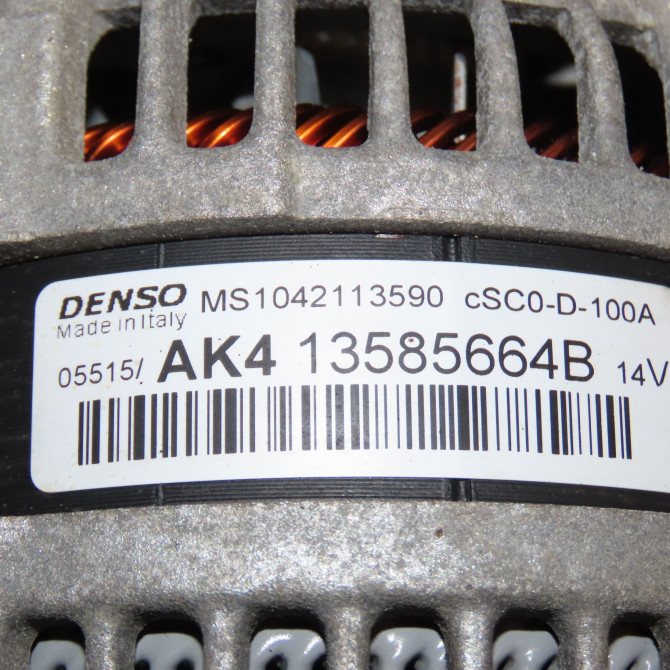 DENSO MS1042113590 cSC0-D-100A
Made in Italy
05515/ AK4 13585664B 14V